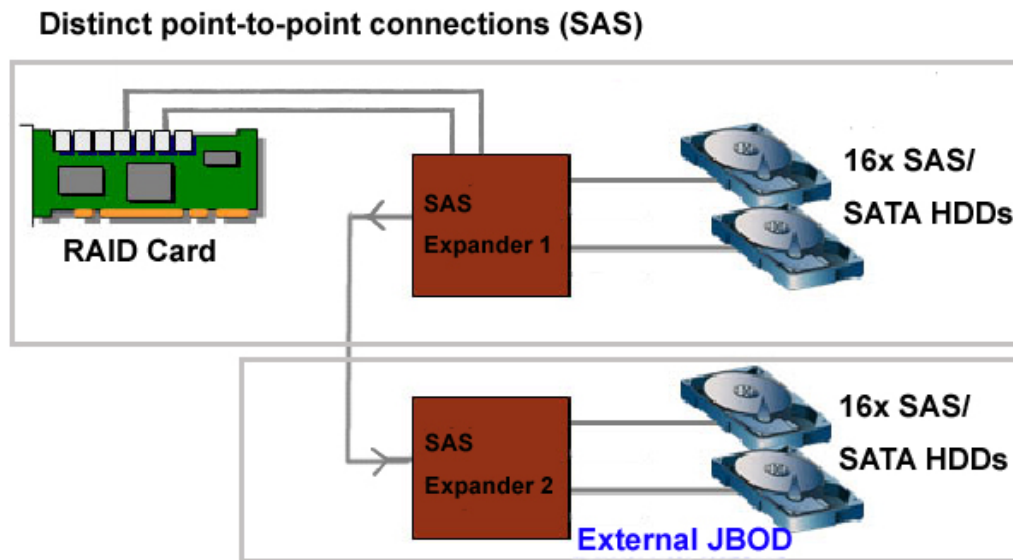 Distinct point-to-point connections (SAS)
RAID Card
SAS
Expander 1
16x SAS/
SATA HDDs
SAS
Expander 2
16x SAS/
SATA HDDs
External JBOD